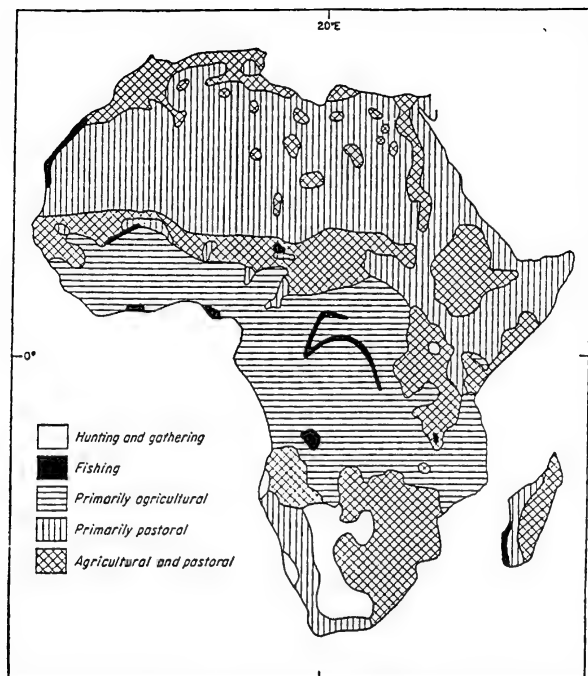 20°E
0°
Hunting and gathering
Fishing
Primarily agricultural
Primarily pastoral
Agricultural and pastoral